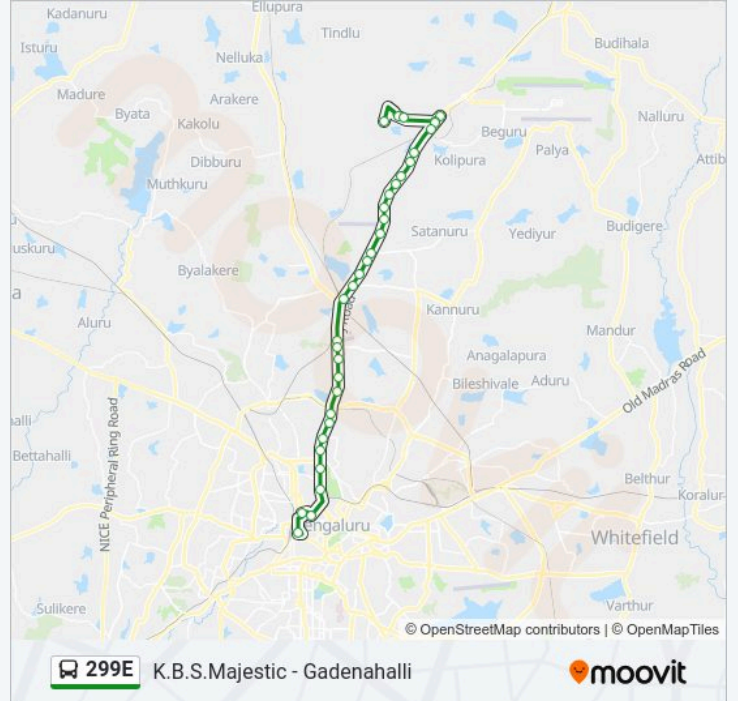 Ellupura
Kadanuru
Tindlu
Isturu
Nelluka
Budihala
Madure
Arakere
Byata
Kakolu
Nalluru
Beguru
Dibburu
Kolipura
Palya
Attib
Muthkuru
Satanuru
Yediyur
Budigere
uskuru
Byalakere
a
Kannuru
Aluru
Mandur
Anagalapura
Bileshivale
Aduru
Old Madras Road
alli
NICE Peripheral Ring Road
Bettahalli
Belthur
Koralur
engaluru
Whitefield
Sulikere
Varthur
© OpenStreetMap contributors | © OpenMapTiles
299E K.B.S.Majestic - Gadenahalli
moovit